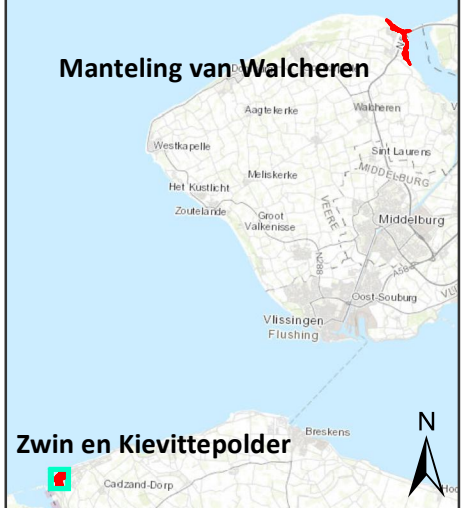 Manteling van Walcheren
Aagtekerke
Walcheren
Westkapelle
Sint Laurens
Meliskerke
MIDDELBURG
Het Kustlicht
Zoutelande
Groot
Valkenisse
VEERE
Middelburg
N288
A58
Oost-Souburg
Vlissingen
Flushing
Breskens
Zwin en Kievittepolder
Cadzand-Dorp
N